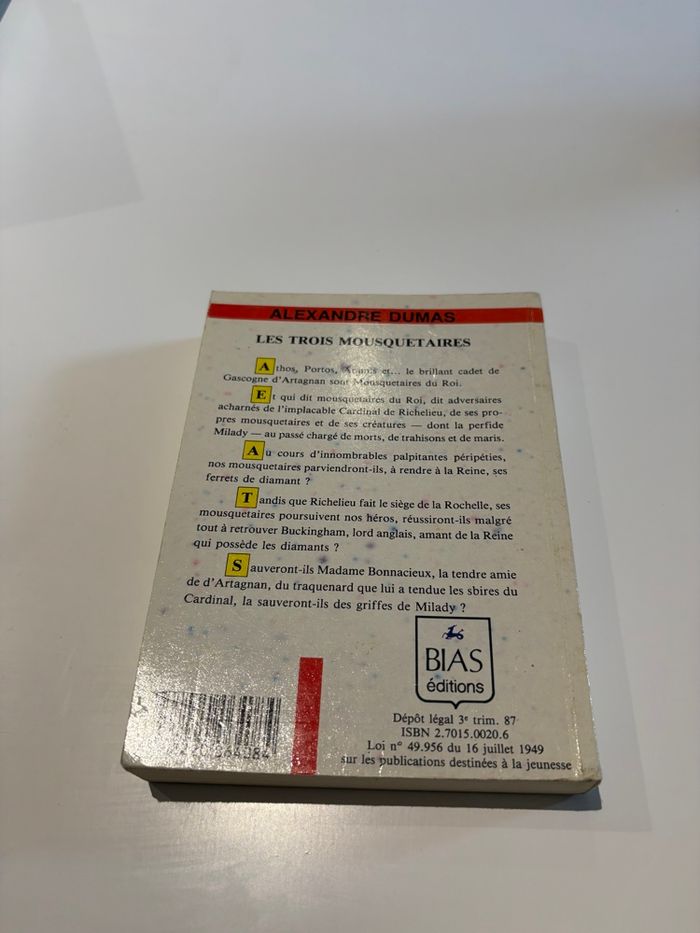 ALEXANDRE DUMAS
LES TROIS MOUSQUETAIRES
Athos, Portos, Aramis et... le brillant cadet de
Gascogne d'Artagnan sont Mousquetaires du Roi.
Et qui dit mousquetaires du Roi, dit adversaires
acharnés de l'implacable Cardinal de Richelieu, de ses pro-
pres mousquetaires et de ses créatures — dont la perfide
Milady — au passé chargé de morts, de trahisons et de maris.
Au cours d'innombrables palpitantes péripéties,
nos mousquetaires parviendront-ils, à rendre à la Reine, ses
ferrets de diamant ?
Tandis que Richelieu fait le siège de la Rochelle, ses
mousquetaires poursuivent nos héros, réussiront-ils malgré
tout à retrouver Buckingham, lord anglais, amant de la Reine
qui possède les diamants ?
Sauveront-ils Madame Bonnacieux, la tendre amie
de d'Artagnan, du traquenard que lui a tendue les sbires du
Cardinal, la sauveront-ils des griffes de Milady ?
BIAS
éditions
Dépôt légal 3e trim. 87
ISBN 2.7015.0020.6
Loi n° 49.956 du 16 juillet 1949
sur les publications destinées à la jeunesse